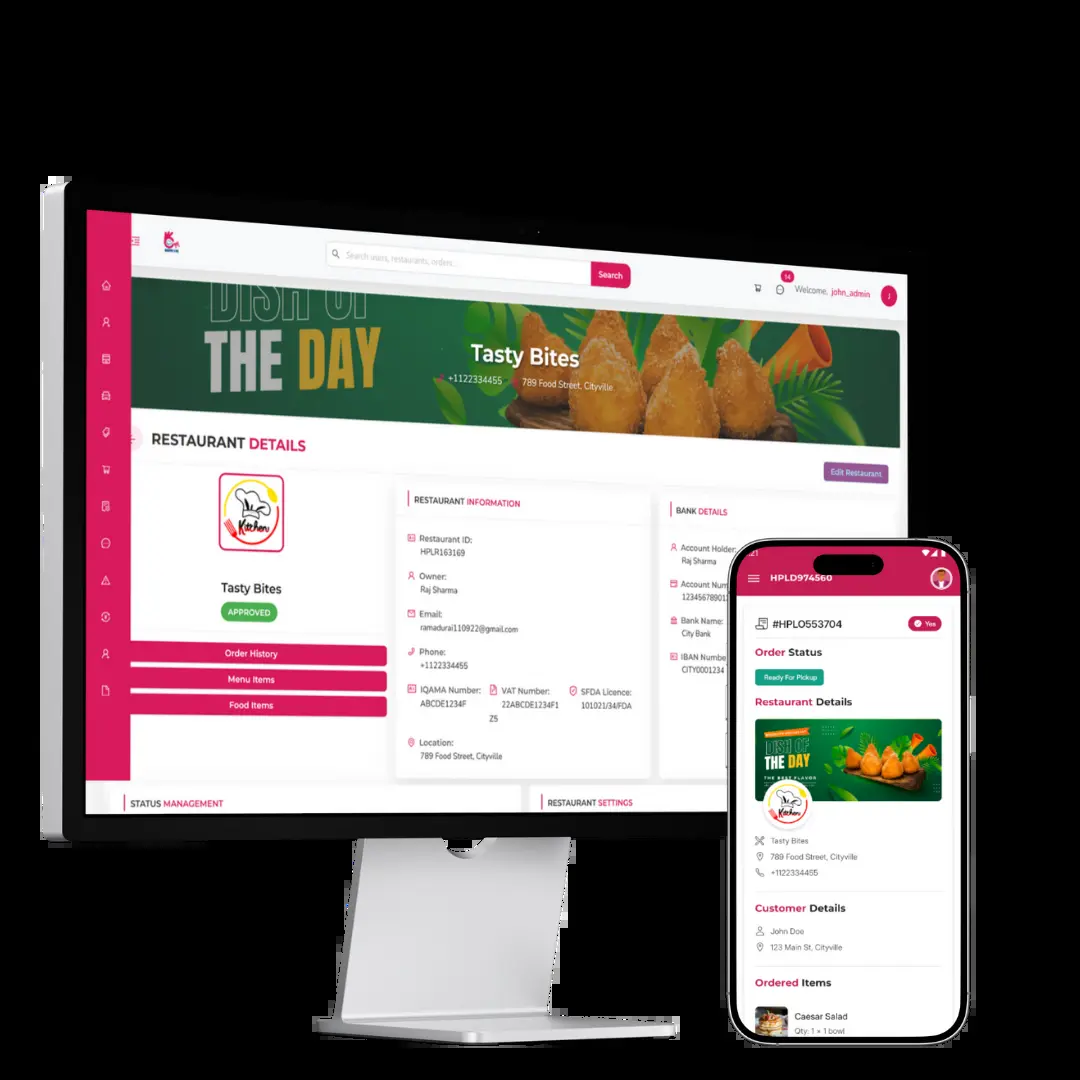 Search users, restaurants, orders...
Search
14
Welcome, john_admin
J
DISH OF
THE DAY
Tasty Bites
+1122334455
789 Food Street, Cityville
RESTAURANT DETAILS
Edit Restaurant
Kitchen
Tasty Bites
APPROVED
Order History
Menu Items
Food Items
RESTAURANT INFORMATION
Restaurant ID:
HPLR163169
Owner:
Raj Sharma
Email:
ramadurai110922@gmail.com
Phone:
+1122334455
IQAMA Number:
ABCDE1234F
VAT Number:
22ABCDE1234F1
Z5
SFDA Licence:
101021/34/FDA
Location:
789 Food Street, Cityville
BANK DETAILS
Account Holder:
Raj Sharma
Account Num
12345678901
Bank Name:
City Bank
IBAN Numbe
CITY0001234
STATUS MANAGEMENT
RESTAURANT SETTINGS
:21
HPLD974560
#HPLO553704
Yes
Order Status
Ready For Pickup
Restaurant Details
DISH OF
THE DAY
THE BEST FLAVOR
Kitchen
Tasty Bites
789 Food Street, Cityville
+1122334455
Customer Details
John Doe
123 Main St, Cityville
Ordered Items
Caesar Salad
Qty: 1 × 1 bowl